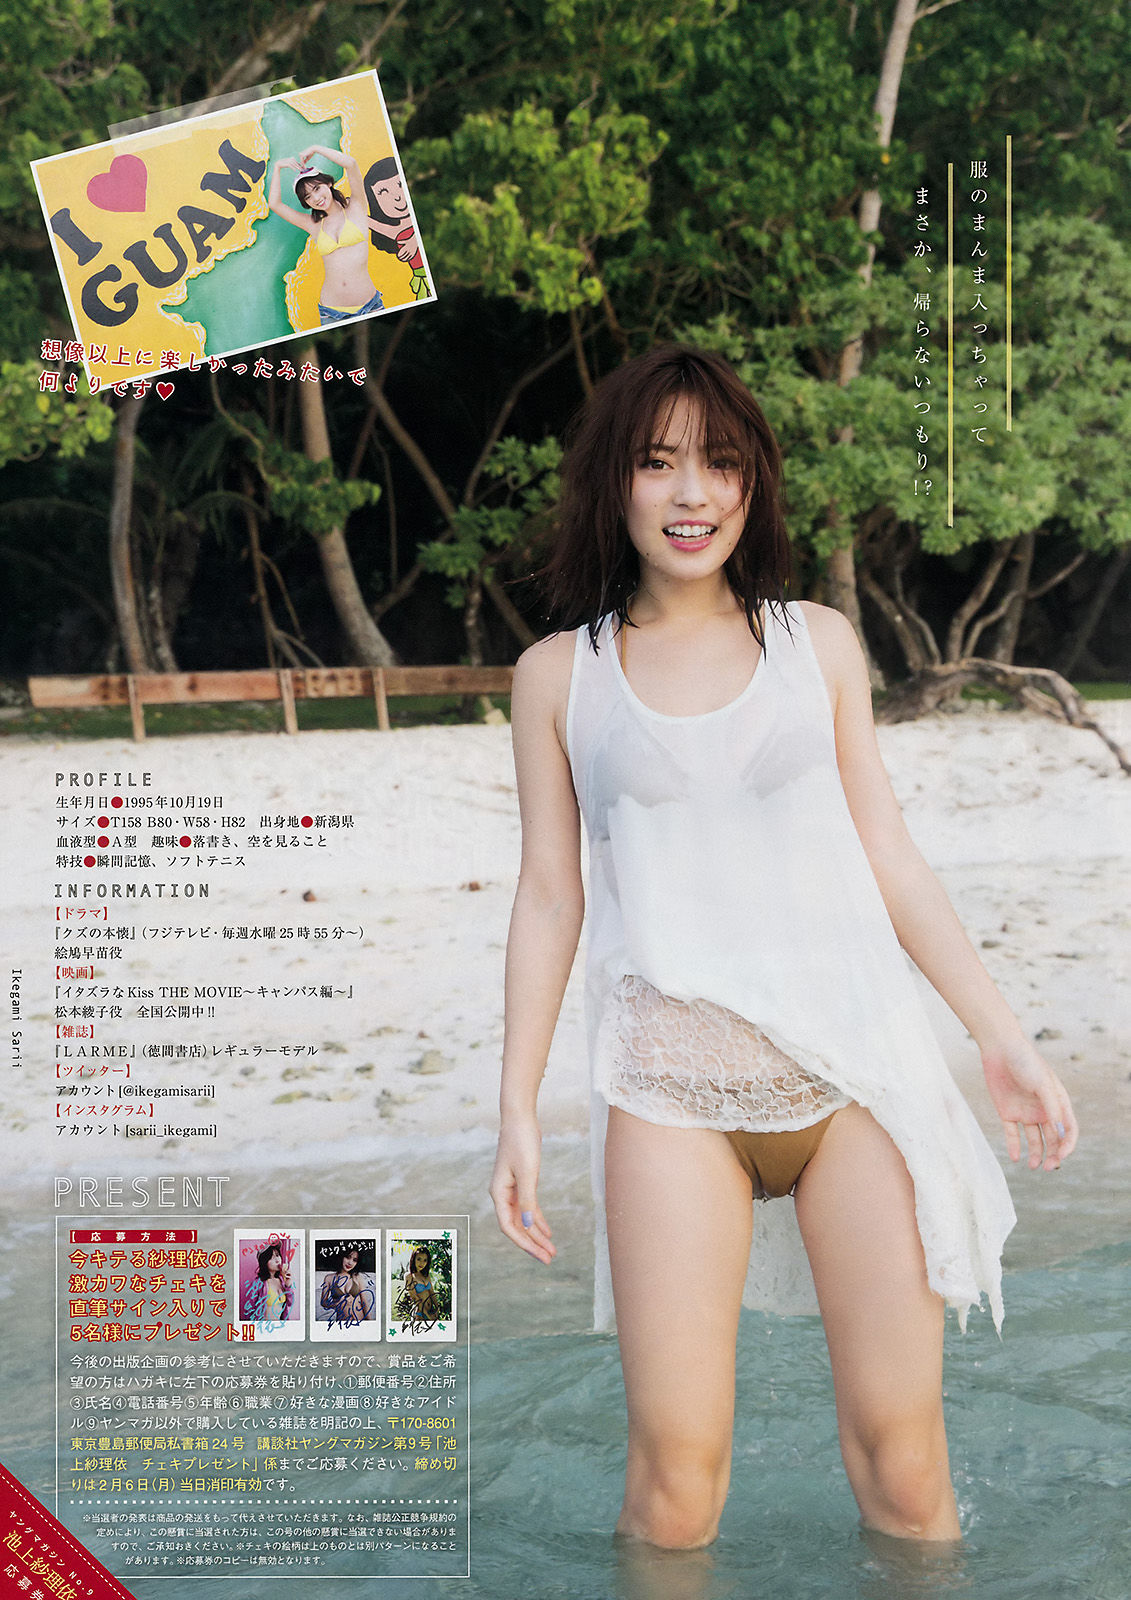 I ♥
GUAM
想像以上に楽しかったみたいで
何よりです♥
服のまんま入っちゃって
まさか、帰らないつもり!?
PROFILE
生年月日●1995年10月19日
サイズ●T158 B80・W58・H82　出身地●新潟県
血液型●A型　趣味●落書き、空を見ること
特技●瞬間記憶、ソフトテニス
INFORMATION
【ドラマ】
『クズの本懐』（フジテレビ・毎週水曜25時55分〜）
絵鳩早苗役
【映画】
『イタズラなKiss THE MOVIE〜キャンパス編〜』
松本綾子役　全国公開中!!
【雑誌】
『LARME』（徳間書店）レギュラーモデル
【ツイッター】
アカウント[@ikegamisarii]
【インスタグラム】
アカウント[sarii_ikegami]
Ikegami Sarii
PRESENT
【応募方法】
今キテる紗理依の
激カワなチェキを
直筆サイン入りで
5名様にプレゼント!!
ヤングマガジン!!
今後の出版企画の参考にさせていただきますので、賞品をご希
望の方はハガキに左下の応募券を貼り付け、①郵便番号②住所
③氏名④電話番号⑤年齢⑥職業⑦好きな漫画⑧好きなアイド
ル⑨ヤンマガ以外で購入している雑誌を明記の上、〒170-8601
東京豊島郵便局私書箱24号　講談社ヤングマガジン第9号「池
上紗理依　チェキプレゼント」係までご応募ください。締め切
りは2月6日(月)当日消印有効です。
※当選者の発表は商品の発送をもって代えさせていただきます。なお、雑誌公正競争規約の
定めにより、この懸賞に当選された方は、この号の他の懸賞に当選できない場合がありま
すので、ご承知おきください。※チェキの絵柄は上のものとは別パターンになること
があります。※応募券のコピーは無効となります。
ヤングマガジン No.9
池上紗理依
応募券